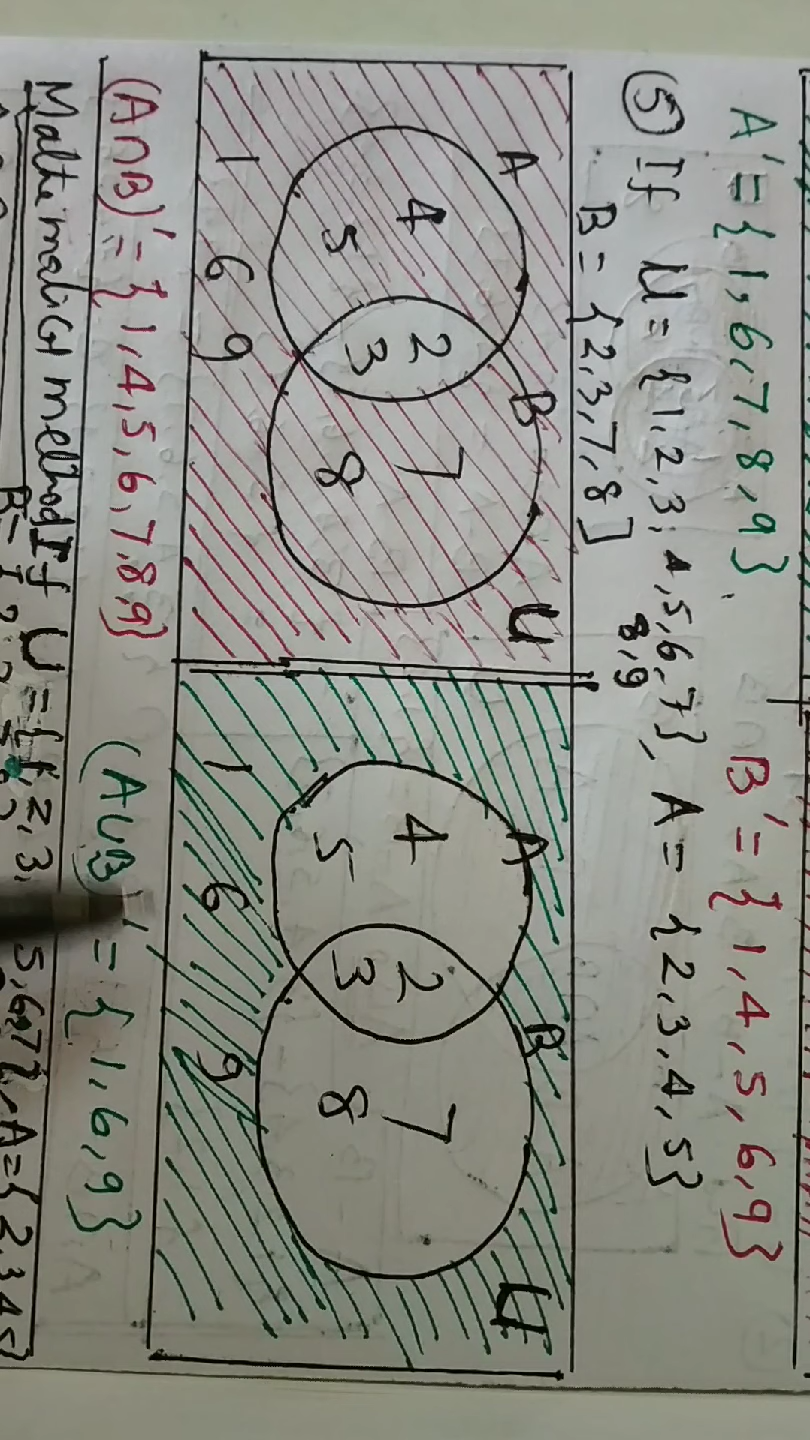 A' = {1, 6, 7, 8, 9} B' = {1, 4, 5, 6, 9}
⑤ If U = {1, 2, 3, 4, 5, 6, 7}, A = {2, 3, 4, 5}
8, 9
B = {2, 3, 7, 8}
A B U
4 2 7
5 3 8
1 6 9
A B U
4 2 7
5 3 8
1 6 9
(A∩B)' = {1, 4, 5, 6, 7, 8, 9}
(A∪B)' = {1, 6, 9}
If U = {1, 2, 3, 5, 6, 7}, A = {2, 3, 4, 5}